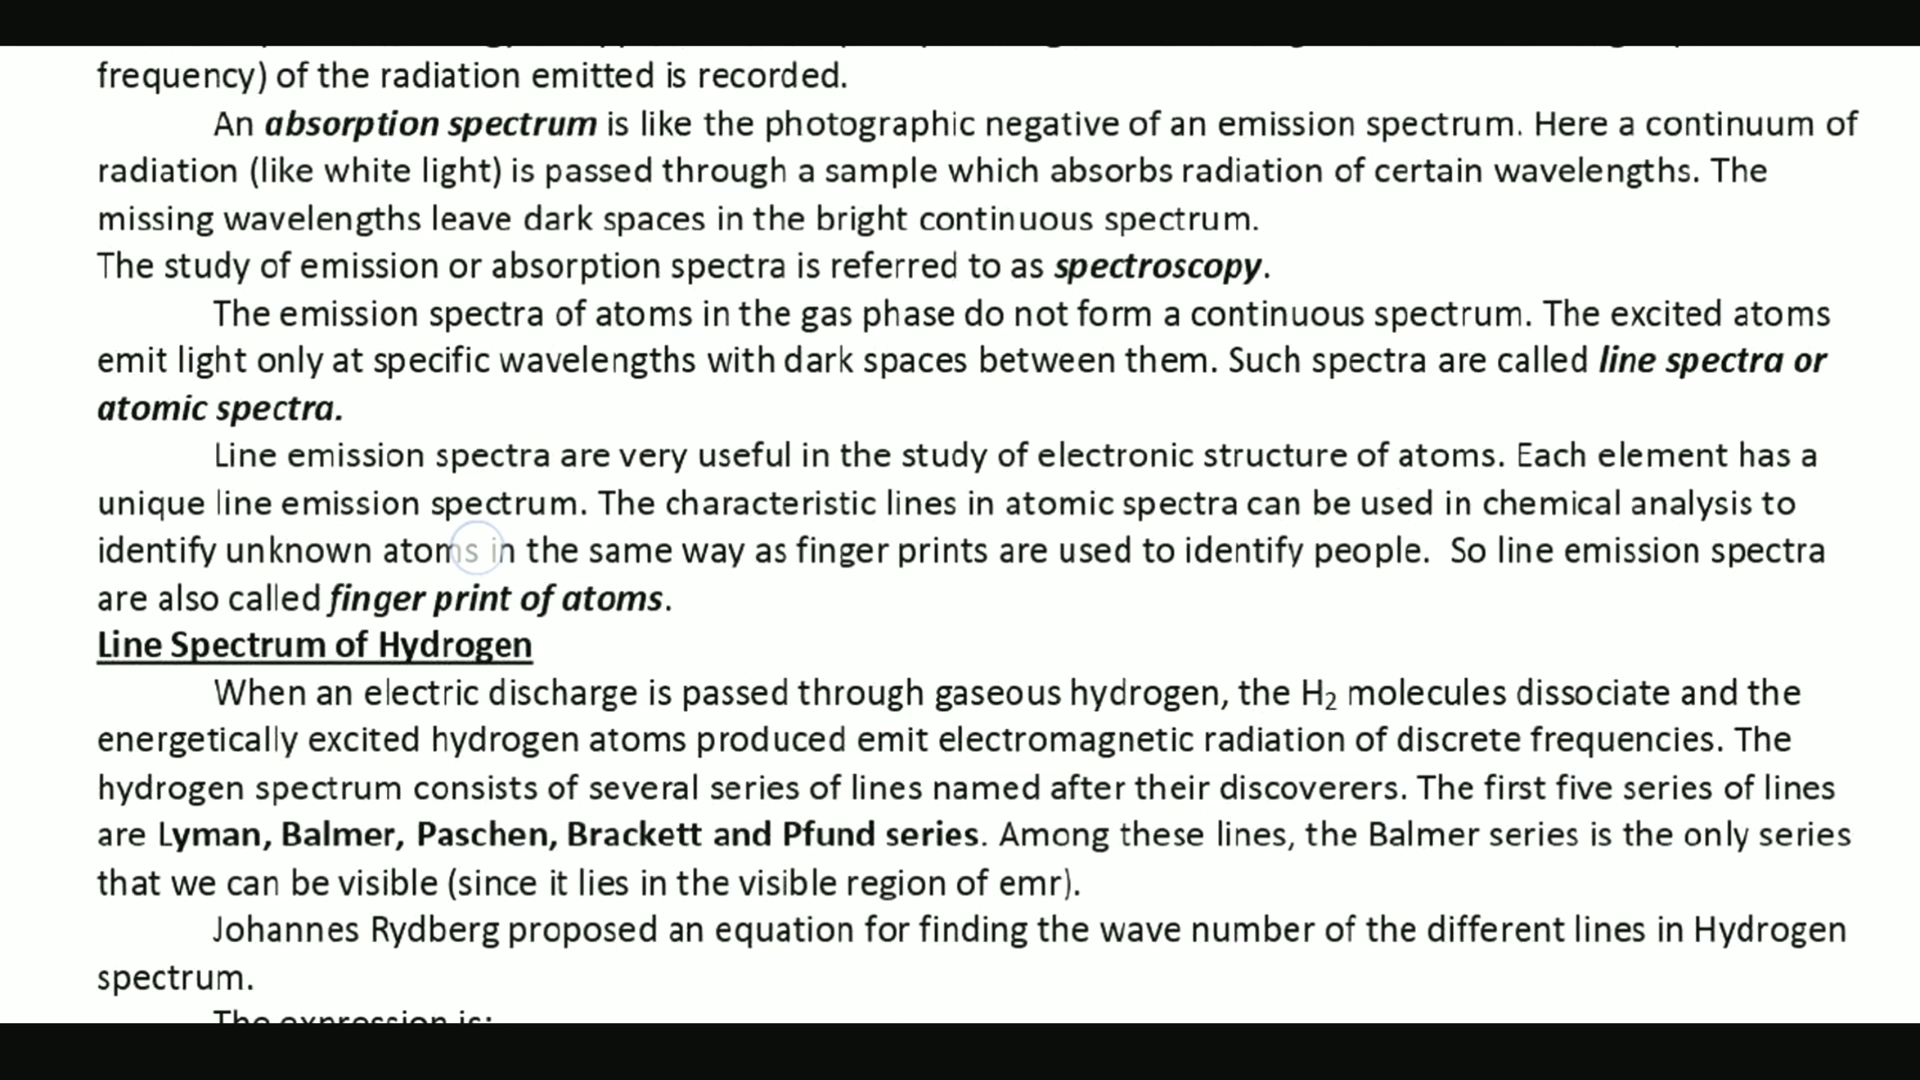 frequency) of the radiation emitted is recorded.
An absorption spectrum is like the photographic negative of an emission spectrum. Here a continuum of
radiation (like white light) is passed through a sample which absorbs radiation of certain wavelengths. The
missing wavelengths leave dark spaces in the bright continuous spectrum.
The study of emission or absorption spectra is referred to as spectroscopy.
The emission spectra of atoms in the gas phase do not form a continuous spectrum. The excited atoms
emit light only at specific wavelengths with dark spaces between them. Such spectra are called line spectra or
atomic spectra.
Line emission spectra are very useful in the study of electronic structure of atoms. Each element has a
unique line emission spectrum. The characteristic lines in atomic spectra can be used in chemical analysis to
identify unknown atoms in the same way as finger prints are used to identify people. So line emission spectra
are also called finger print of atoms.
Line Spectrum of Hydrogen
When an electric discharge is passed through gaseous hydrogen, the H₂ molecules dissociate and the
energetically excited hydrogen atoms produced emit electromagnetic radiation of discrete frequencies. The
hydrogen spectrum consists of several series of lines named after their discoverers. The first five series of lines
are Lyman, Balmer, Paschen, Brackett and Pfund series. Among these lines, the Balmer series is the only series
that we can be visible (since it lies in the visible region of emr).
Johannes Rydberg proposed an equation for finding the wave number of the different lines in Hydrogen
spectrum.
The expression is: